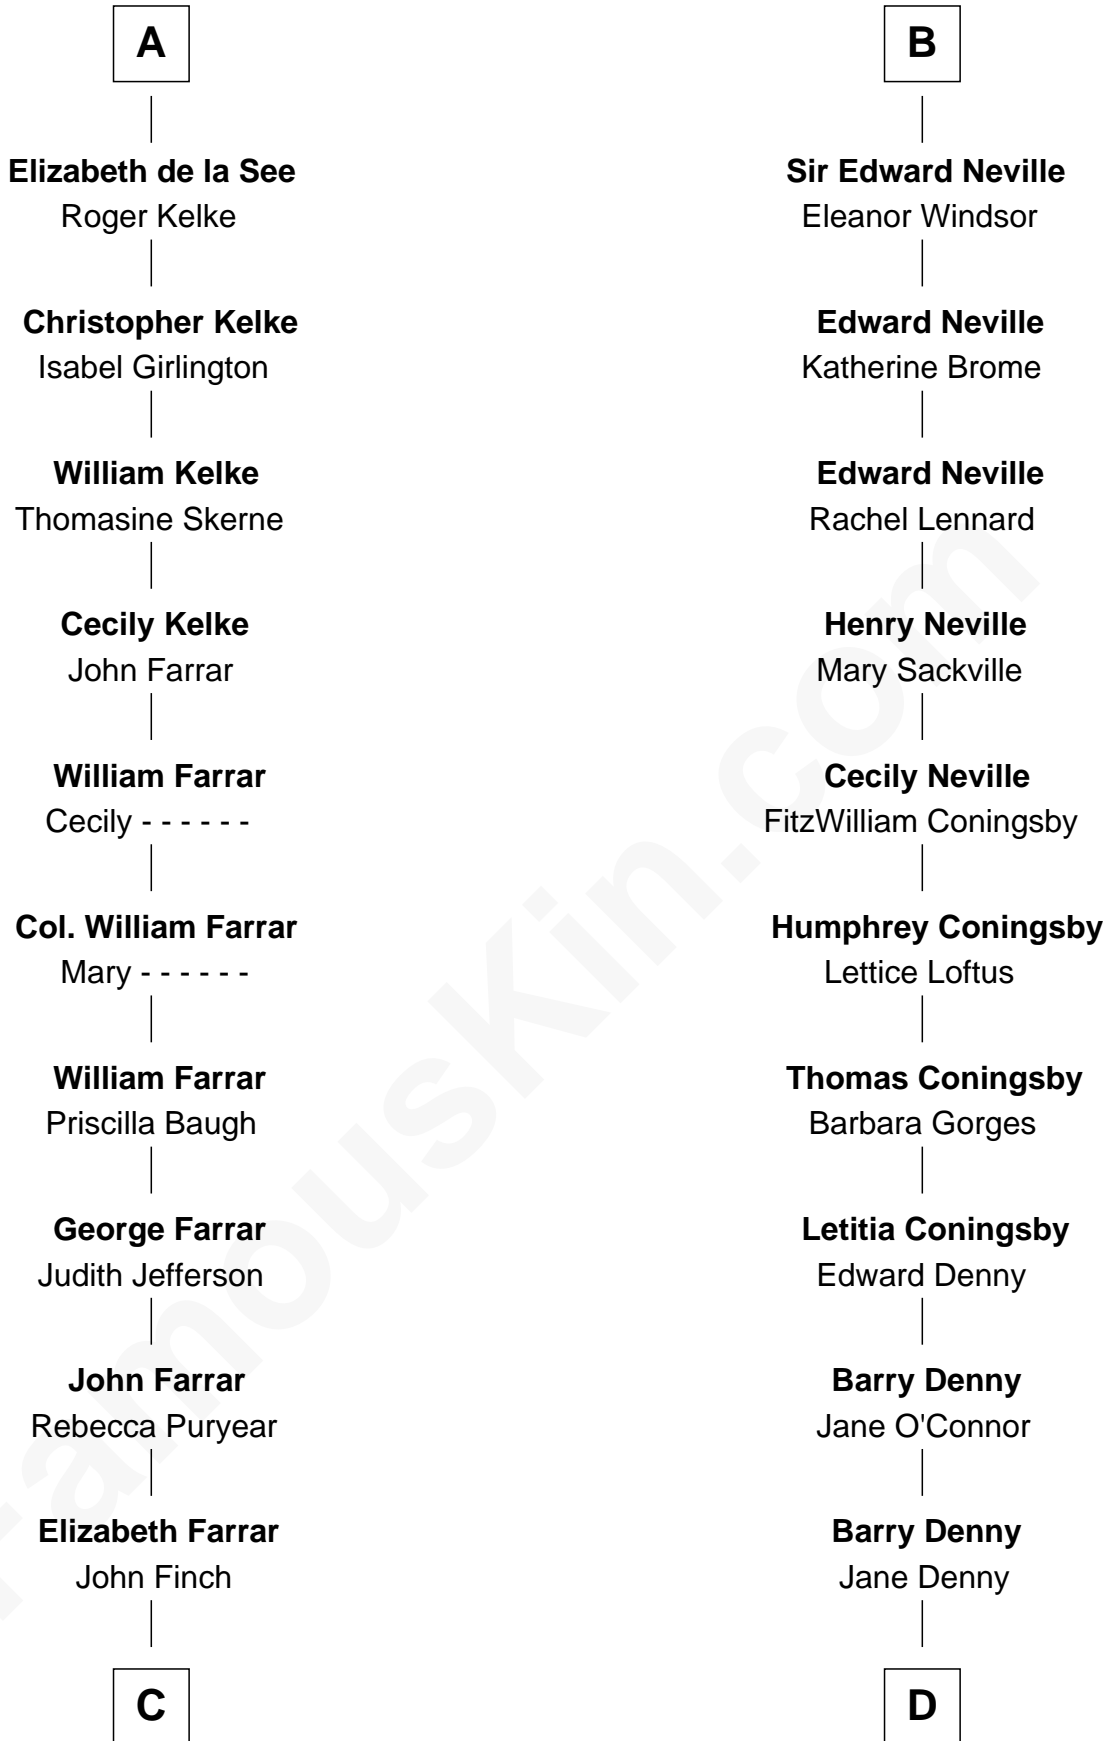 A
Elizabeth de la See
Roger Kelke
Christopher Kelke
Isabel Girlington
William Kelke
Thomasine Skerne
Cecily Kelke
John Farrar
William Farrar
Cecily - - - - - -
Col. William Farrar
Mary - - - - - -
William Farrar
Priscilla Baugh
George Farrar
Judith Jefferson
John Farrar
Rebecca Puryear
Elizabeth Farrar
John Finch
C
B
Sir Edward Neville
Eleanor Windsor
Edward Neville
Katherine Brome
Edward Neville
Rachel Lennard
Henry Neville
Mary Sackville
Cecily Neville
FitzWilliam Coningsby
Humphrey Coningsby
Lettice Loftus
Thomas Coningsby
Barbara Gorges
Letitia Coningsby
Edward Denny
Barry Denny
Jane O'Connor
Barry Denny
Jane Denny
D
FamousKin.com